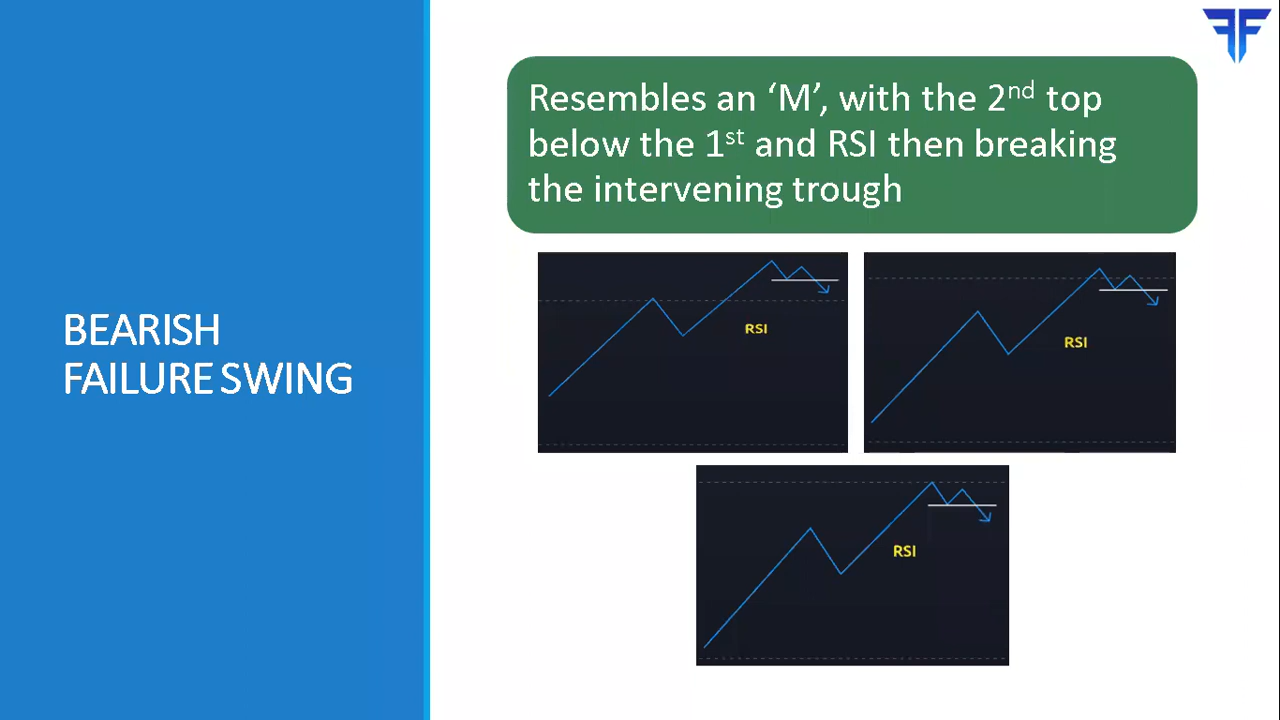 BEARISH
FAILURE SWING
Resembles an ‘M’, with the 2nd top
below the 1st and RSI then breaking
the intervening trough
RSI
RSI
RSI